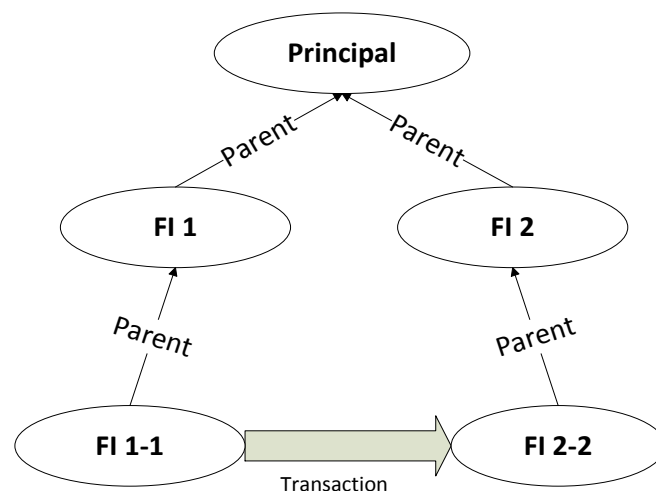 Principal
Parent
Parent
FI 1
FI 2
Parent
Parent
FI 1-1
FI 2-2
Transaction